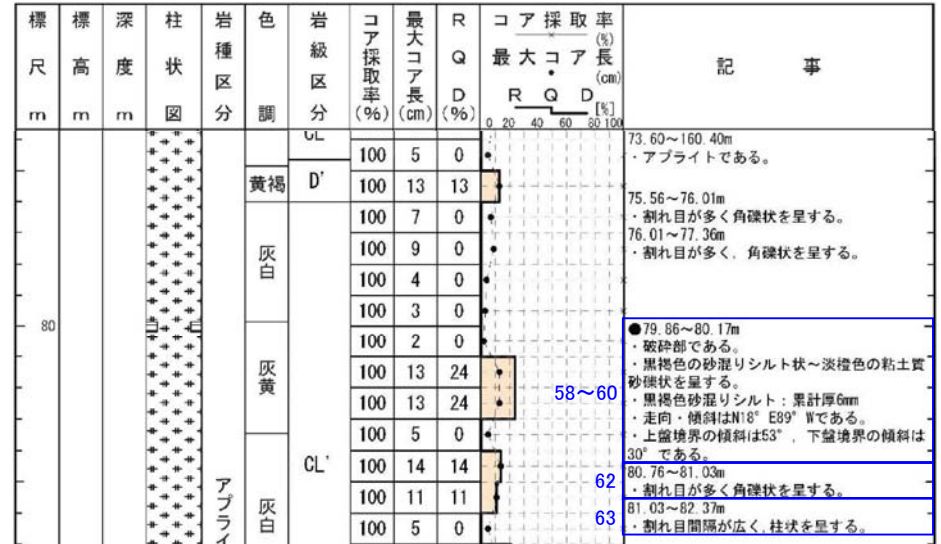 標尺m
標高m
深度m
柱状図
岩種区分
色調
岩級区分
コア採取率(%)
最大コア長(cm)
RQD(%)
コア採取率(%)
最大コア長(cm)
RQD[%]
0 20 40 60 80 100
記事
CL
100 5 0
黄褐 D' 100 13 13
100 7 0
灰白
100 9 0
100 4 0
100 3 0
80
100 2 0
灰黄
100 13 24
100 13 24
100 5 0
CL'
100 14 14
アプライ
灰白
100 11 11
100 5 0
73.60～160.40m
・アプライトである。
75.56～76.01m
・割れ目が多く角礫状を呈する。
76.01～77.36m
・割れ目が多く、角礫状を呈する。
58～60
●79.86～80.17m
・破砕部である。
・黒褐色の砂混りシルト状～淡橙色の粘土質
砂礫状を呈する。
・黒褐色砂混りシルト：累計厚6mm
・走向・傾斜はN18°E89°Wである。
・上盤境界の傾斜は53°、下盤境界の傾斜は
30°である。
62
80.76～81.03m
・割れ目が多く角礫状を呈する。
63
81.03～82.37m
・割れ目間隔が広く、柱状を呈する。